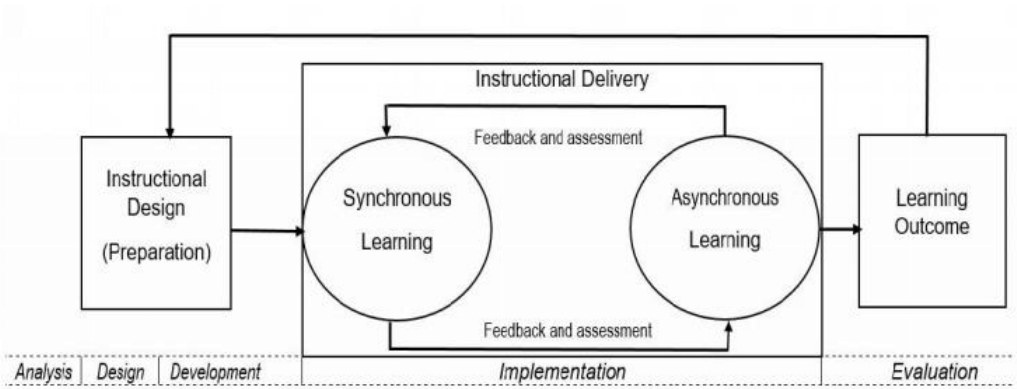 Instructional Delivery
Feedback and assessment
Instructional
Design
(Preparation)
Synchronous
Learning
Asynchronous
Learning
Learning
Outcome
Feedback and assessment
Analysis
Design
Development
Implementation
Evaluation